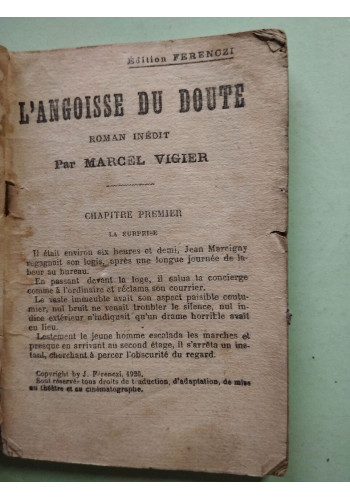 Édition FERENCZI
L'ANGOISSE DU DOUTE
ROMAN INÉDIT
Par MARCEL VIGIER
CHAPITRE PREMIER
LA SURPRISE
Il était environ six heures et demi, Jean Marcigny
regagnait son logis, après une longue journée de la-
beur au bureau.
En passant devant la loge, il salua la concierge
comme à l'ordinaire et réclama son courrier.
Le vaste immeuble avait son aspect paisible coutu-
mier, nul bruit ne venait troubler le silence, nul in-
dice extérieur n'indiquait qu'un drame horrible avait
eu lieu.
Lestement le jeune homme escalada les marches et
presque en arrivant au second étage, il s'arrêta un ins-
tant, cherchant à percer l'obscurité du regard.
Copyright by J. Ferenczi, 1925.
Sont réservés tous droits de traduction, d'adaptation, de mise
au théâtre et au cinématographe.